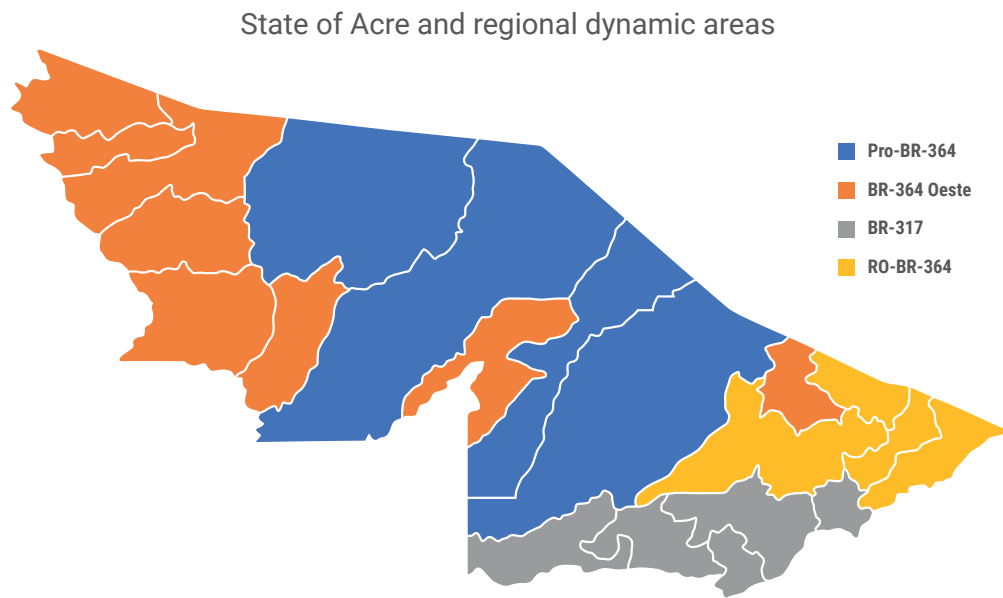 State of Acre and regional dynamic areas
Pro-BR-364
BR-364 Oeste
BR-317
RO-BR-364